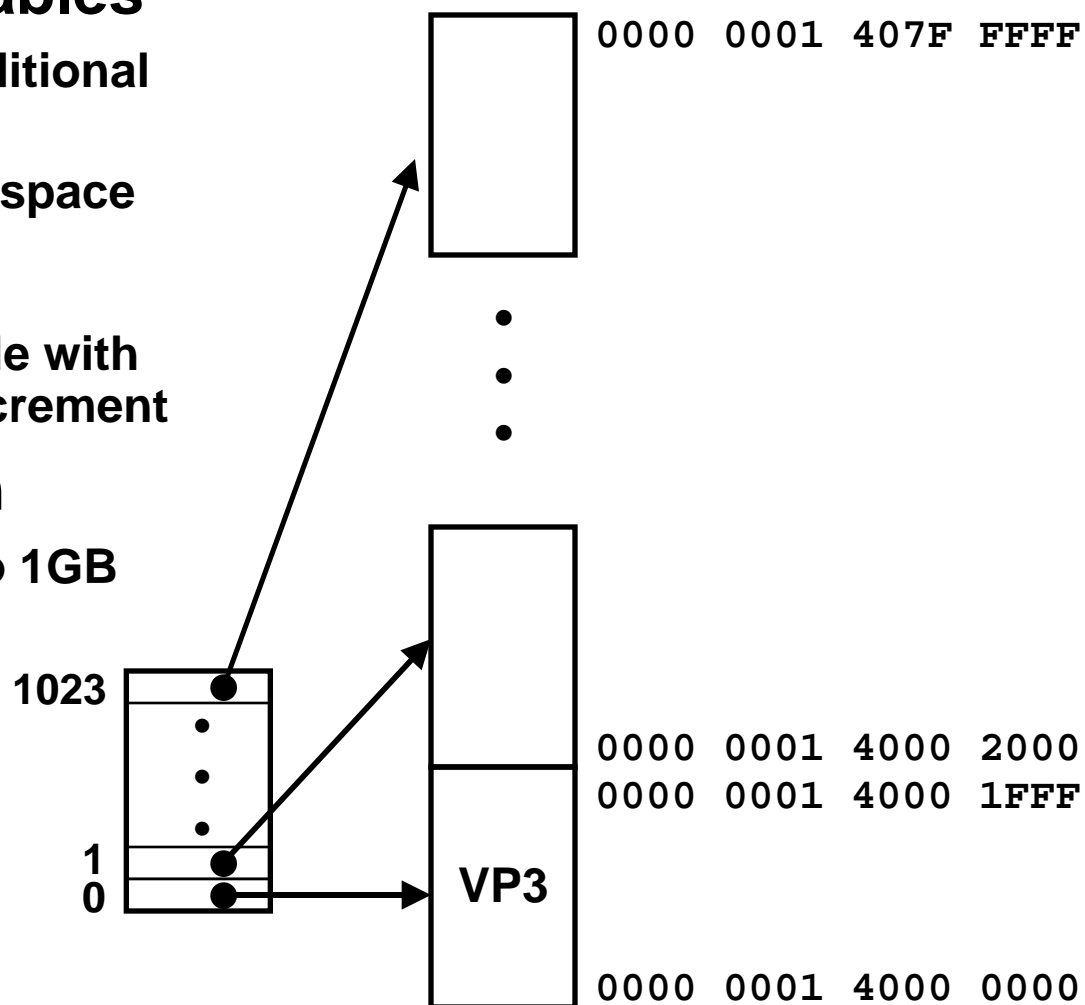 ables
0000 0001 407F FFFF
ditional
space
le with
crement
1GB
1023
0000 0001 4000 2000
0000 0001 4000 1FFF
1
0
VP3
0000 0001 4000 0000